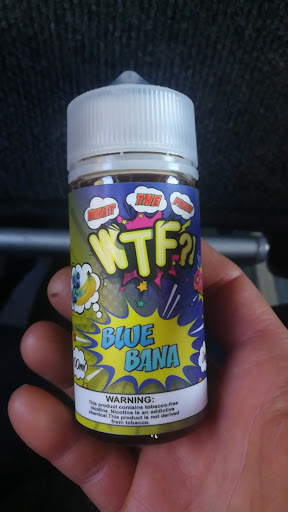 WHAT THE FRUIT
WTF?!
BLUE
BANA
WARNING:
This product contains tobacco-free
nicotine. Nicotine is an addictive
chemical.This product is not derived
from tobacco.